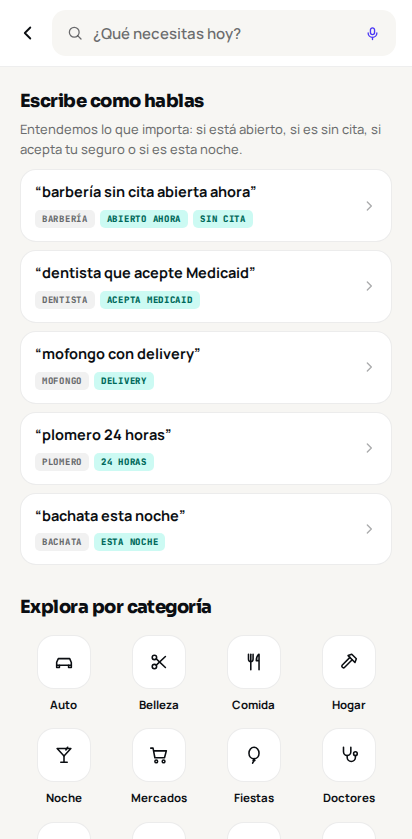 ¿Qué necesitas hoy?
Escribe como hablas
Entendemos lo que importa: si está abierto, si es sin cita, si
acepta tu seguro o si es esta noche.
“barbería sin cita abierta ahora”
BARBERÍA ABIERTO AHORA SIN CITA
“dentista que acepte Medicaid”
DENTISTA ACEPTA MEDICAID
“mofongo con delivery”
MOFONGO DELIVERY
“plomero 24 horas”
PLOMERO 24 HORAS
“bachata esta noche”
BACHATA ESTA NOCHE
Explora por categoría
Auto Belleza Comida Hogar
Noche Mercados Fiestas Doctores